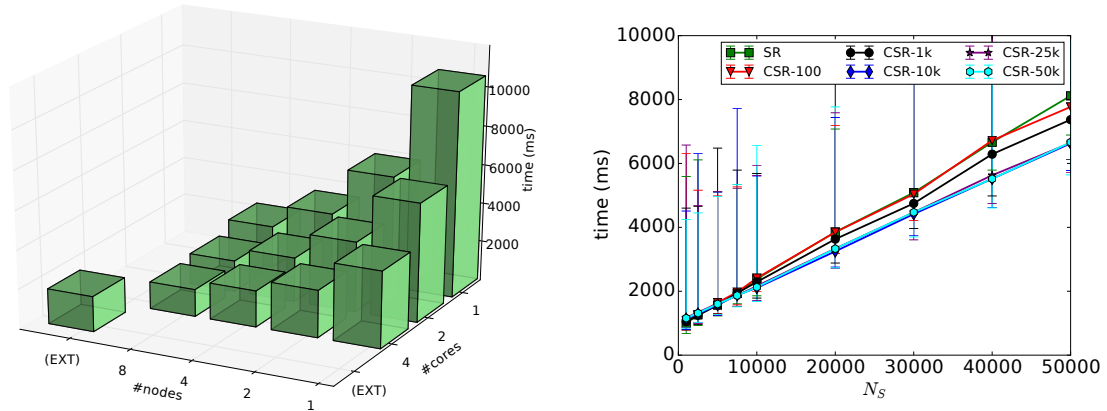 10000
8000
6000
4000
2000
time (ms)
(EXT)
8
4
2
1
#nodes
(EXT)
4
2
1
#cores
10000
8000
6000
4000
2000
0
time (ms)
SR
CSR-100
CSR-1k
CSR-10k
CSR-25k
CSR-50k
0 10000 20000 30000 40000 50000
N_S